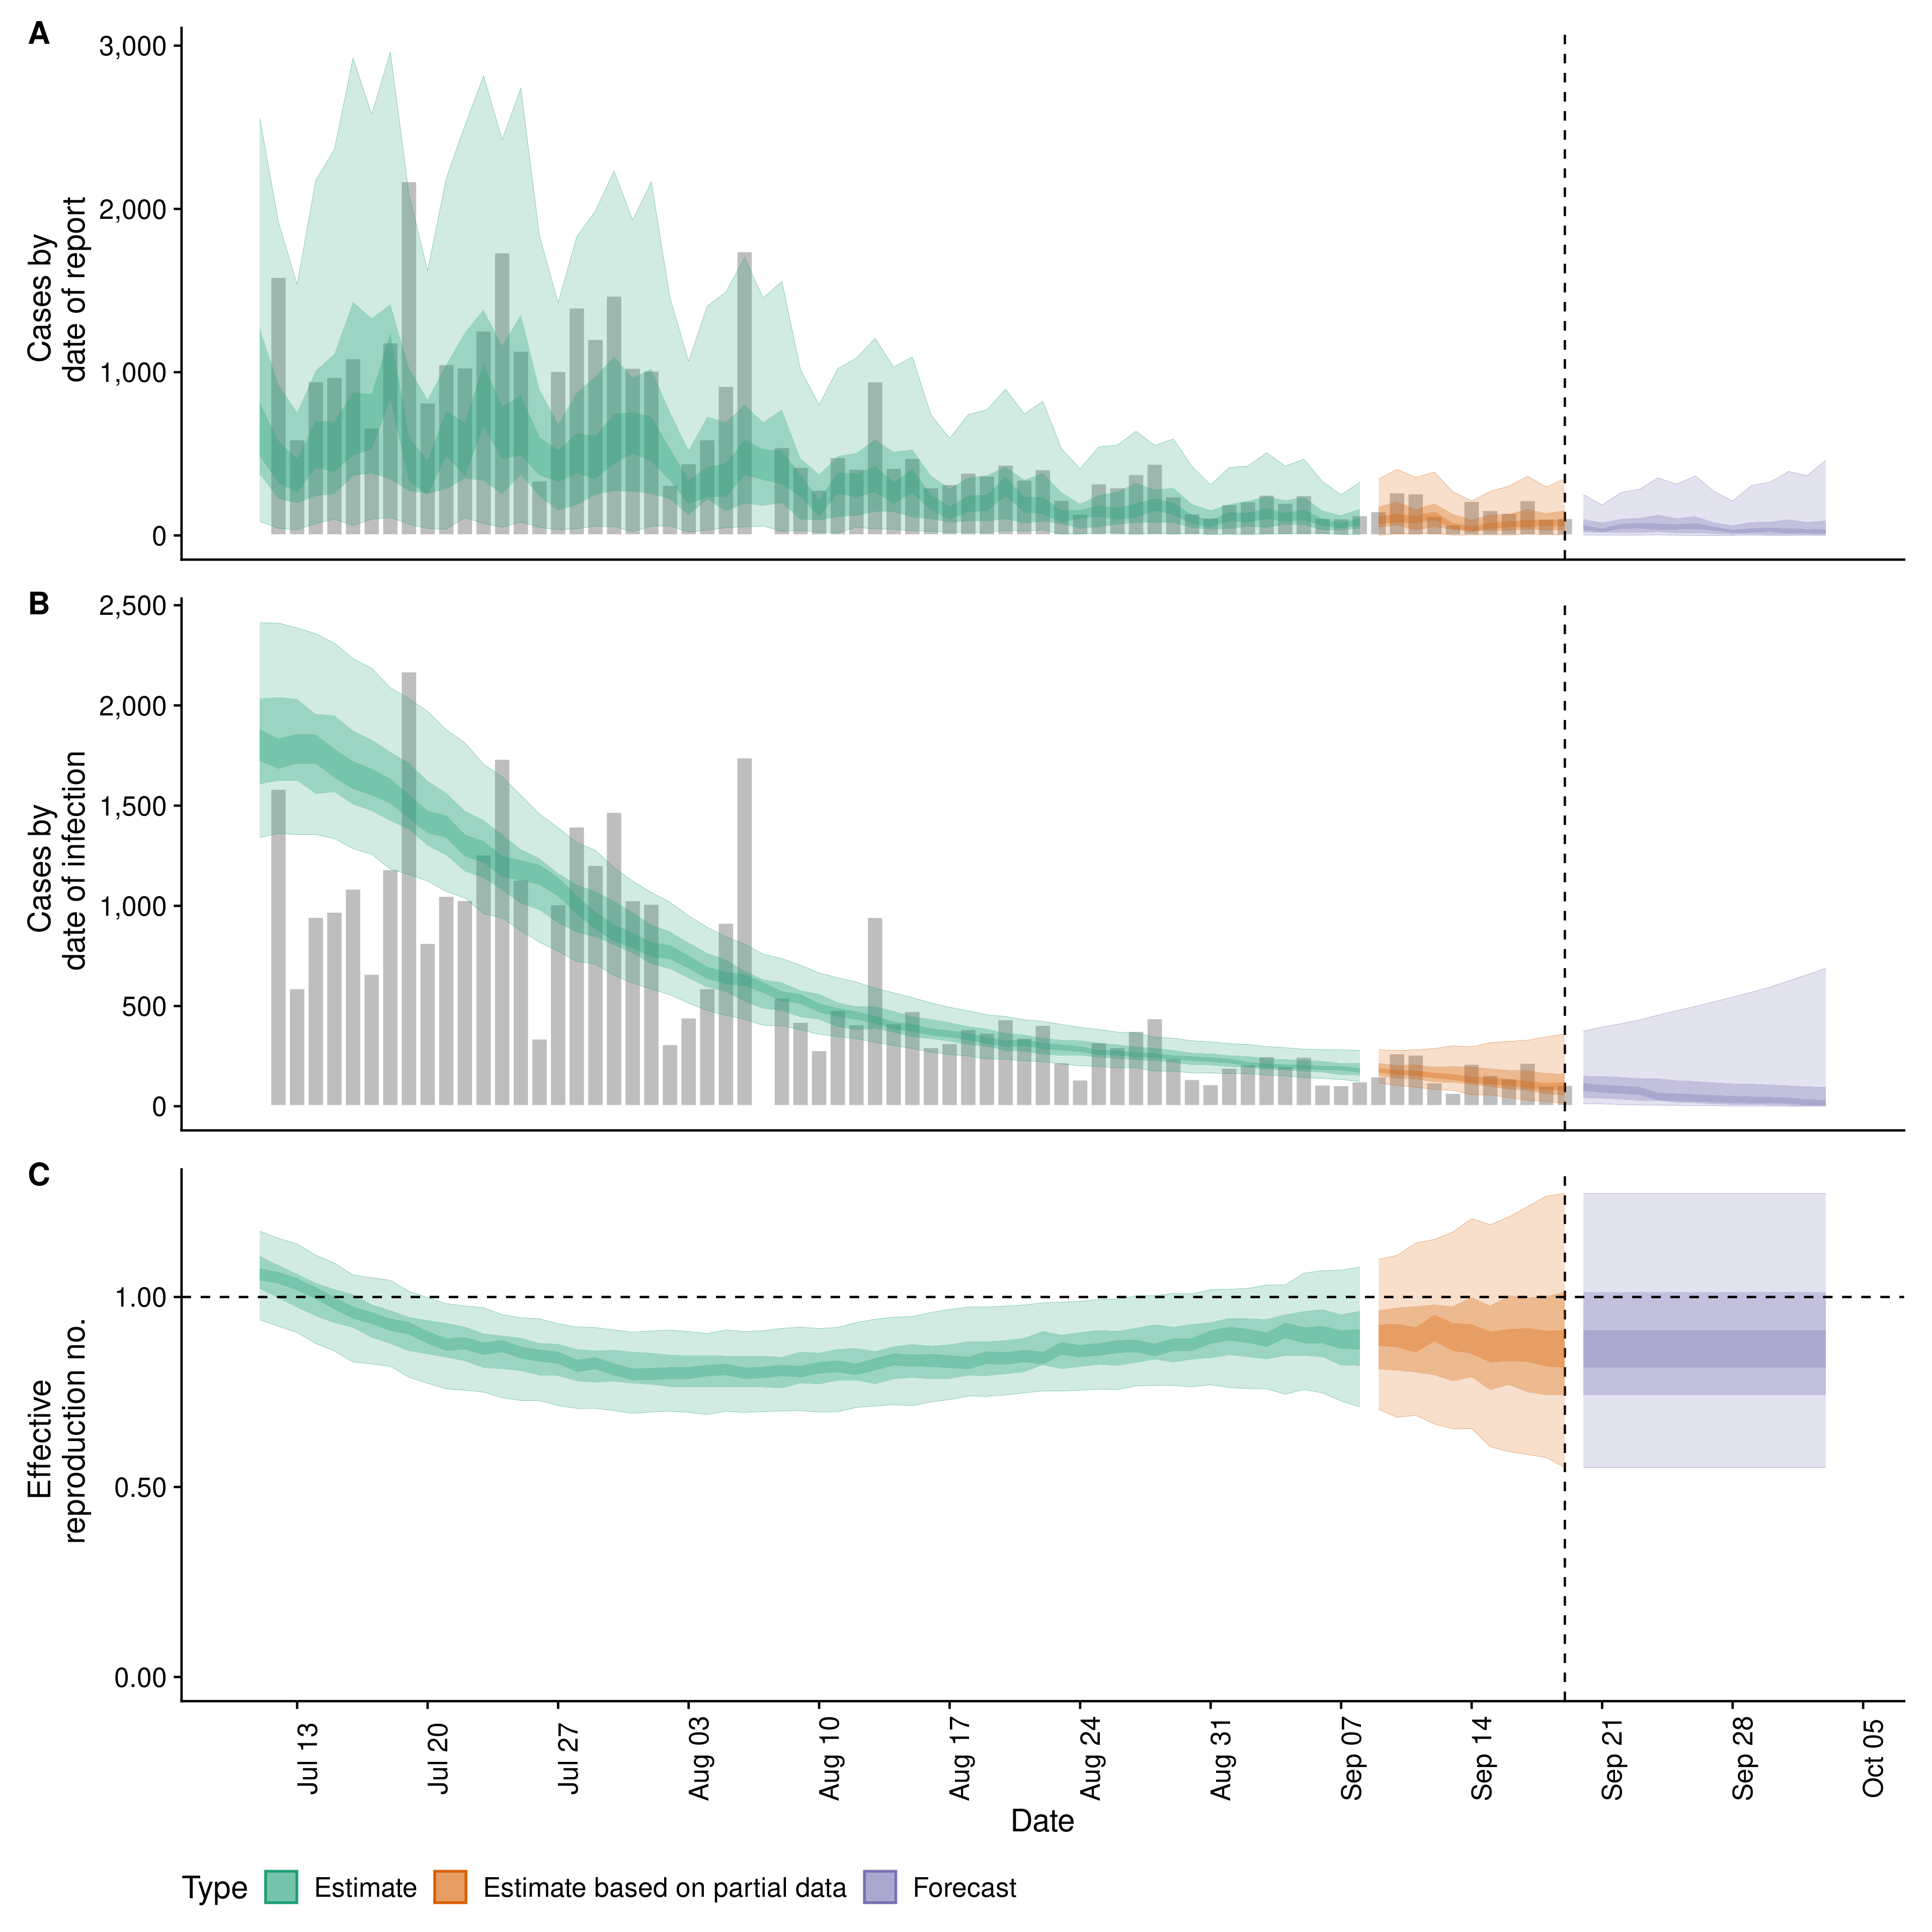 A
3,000
2,000
1,000
0
Cases by
date of report
B
2,500
2,000
1,500
1,000
500
0
Cases by
date of infection
C
1.00
0.50
0.00
Effective
reproduction no.
Jul 13
Jul 20
Jul 27
Aug 03
Aug 10
Aug 17
Aug 24
Aug 31
Sep 07
Sep 14
Sep 21
Sep 28
Oct 05
Date
Type Estimate Estimate based on partial data Forecast